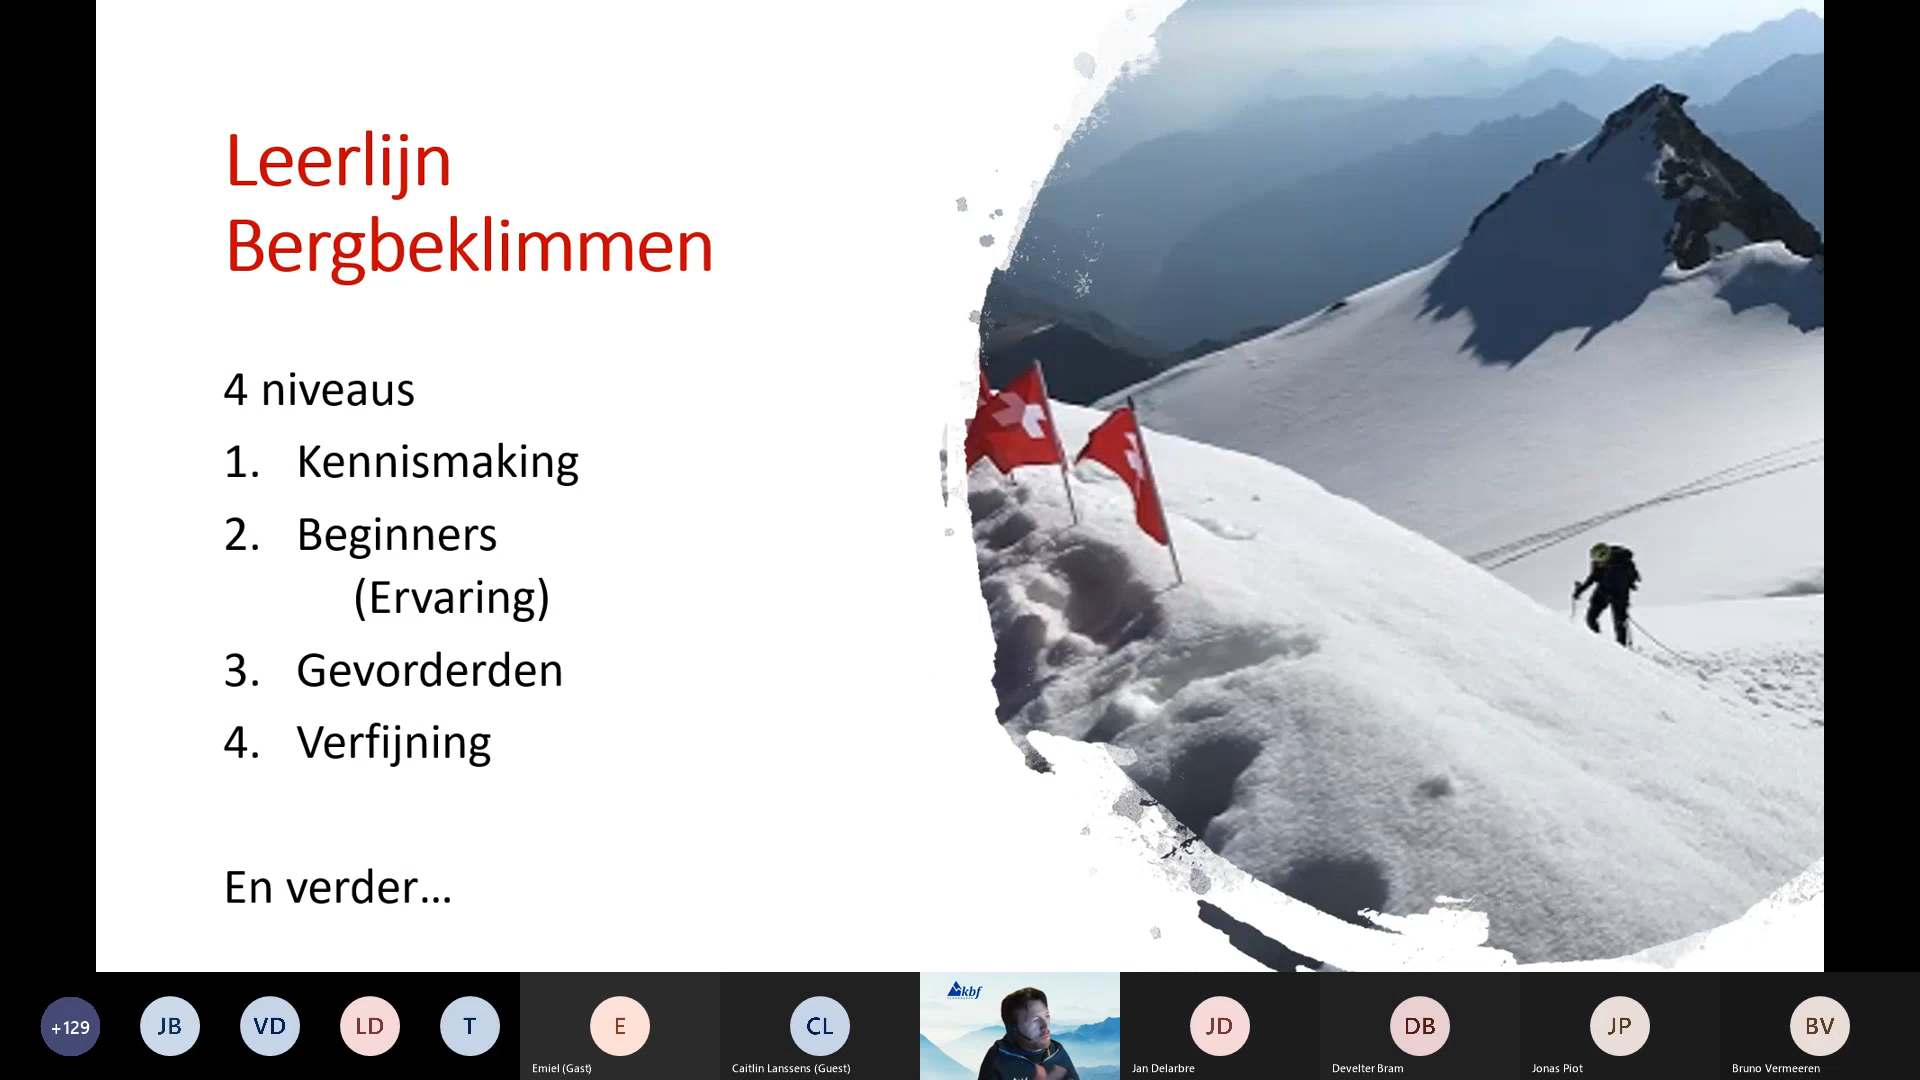 Leerlijn
Bergbeklimmen
4 niveaus
1. Kennismaking
2. Beginners
(Ervaring)
3. Gevorderden
4. Verfijning
En verder...
+129
JB
VD
LD
T
E
Emiel (Gast)
CL
Caitlin Lanssens (Guest)
kbf
JD
Jan Delarbre
DB
Develter Bram
JP
Jonas Piot
BV
Bruno Vermeeren